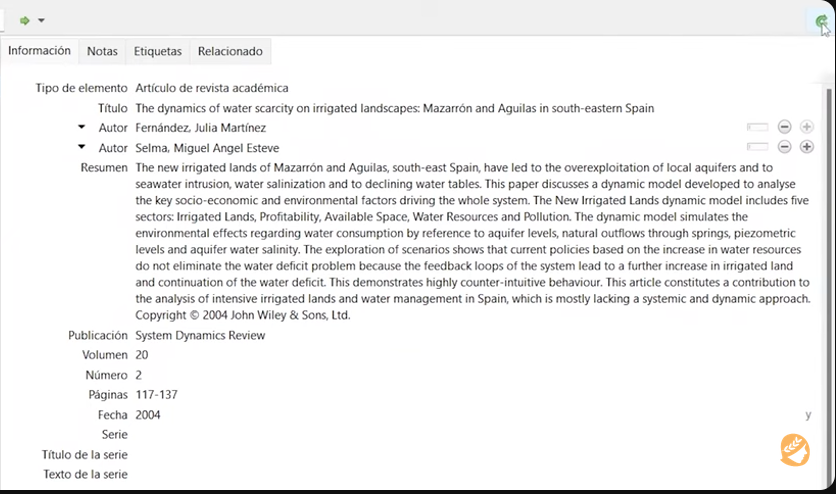 Información Notas Etiquetas Relacionado
Tipo de elemento Artículo de revista académica
Título The dynamics of water scarcity on irrigated landscapes: Mazarrón and Aguilas in south-eastern Spain
Autor Fernández, Julia Martínez
Autor Selma, Miguel Angel Esteve
Resumen The new irrigated lands of Mazarrón and Aguilas, south-east Spain, have led to the overexploitation of local aquifers and to
seawater intrusion, water salinization and to declining water tables. This paper discusses a dynamic model developed to analyse
the key socio-economic and environmental factors driving the whole system. The New Irrigated Lands dynamic model includes five
sectors: Irrigated Lands, Profitability, Available Space, Water Resources and Pollution. The dynamic model simulates the
environmental effects regarding water consumption by reference to aquifer levels, natural outflows through springs, piezometric
levels and aquifer water salinity. The exploration of scenarios shows that current policies based on the increase in water resources
do not eliminate the water deficit problem because the feedback loops of the system lead to a further increase in irrigated land
and continuation of the water deficit. This demonstrates highly counter-intuitive behaviour. This article constitutes a contribution to
the analysis of intensive irrigated lands and water management in Spain, which is mostly lacking a systemic and dynamic approach.
Copyright © 2004 John Wiley & Sons, Ltd.
Publicación System Dynamics Review
Volumen 20
Número 2
Páginas 117-137
Fecha 2004 y
Serie
Título de la serie
Texto de la serie